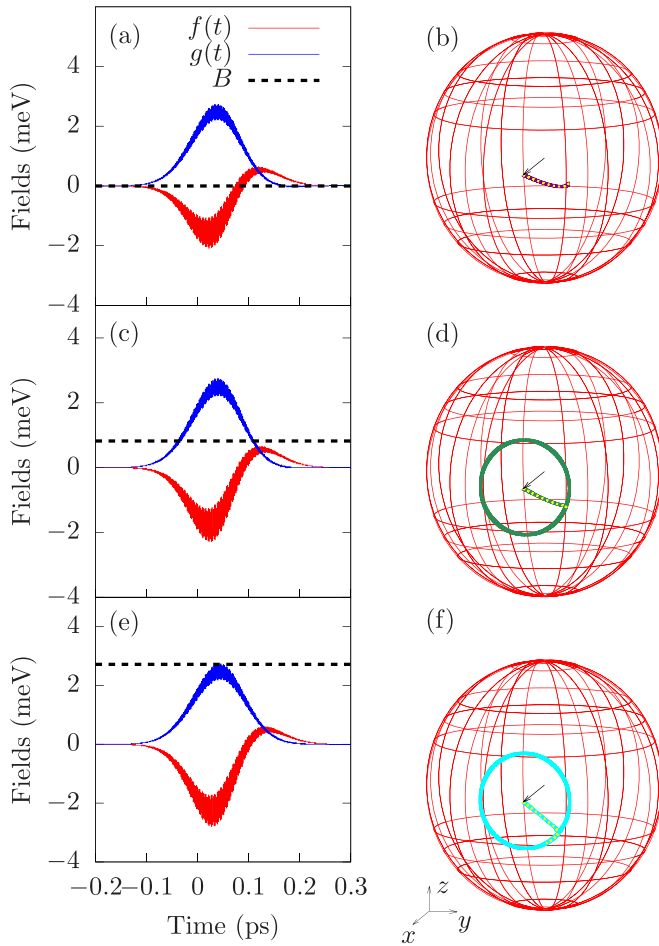 (a)
f(t)
g(t)
B
4
2
0
−2
−4
Fields (meV)
(b)
(c)
4
2
0
−2
−4
Fields (meV)
(d)
(e)
4
2
0
−2
−4
Fields (meV)
−0.2 −0.1 0 0.1 0.2 0.3
Time (ps)
(f)
z
y
x